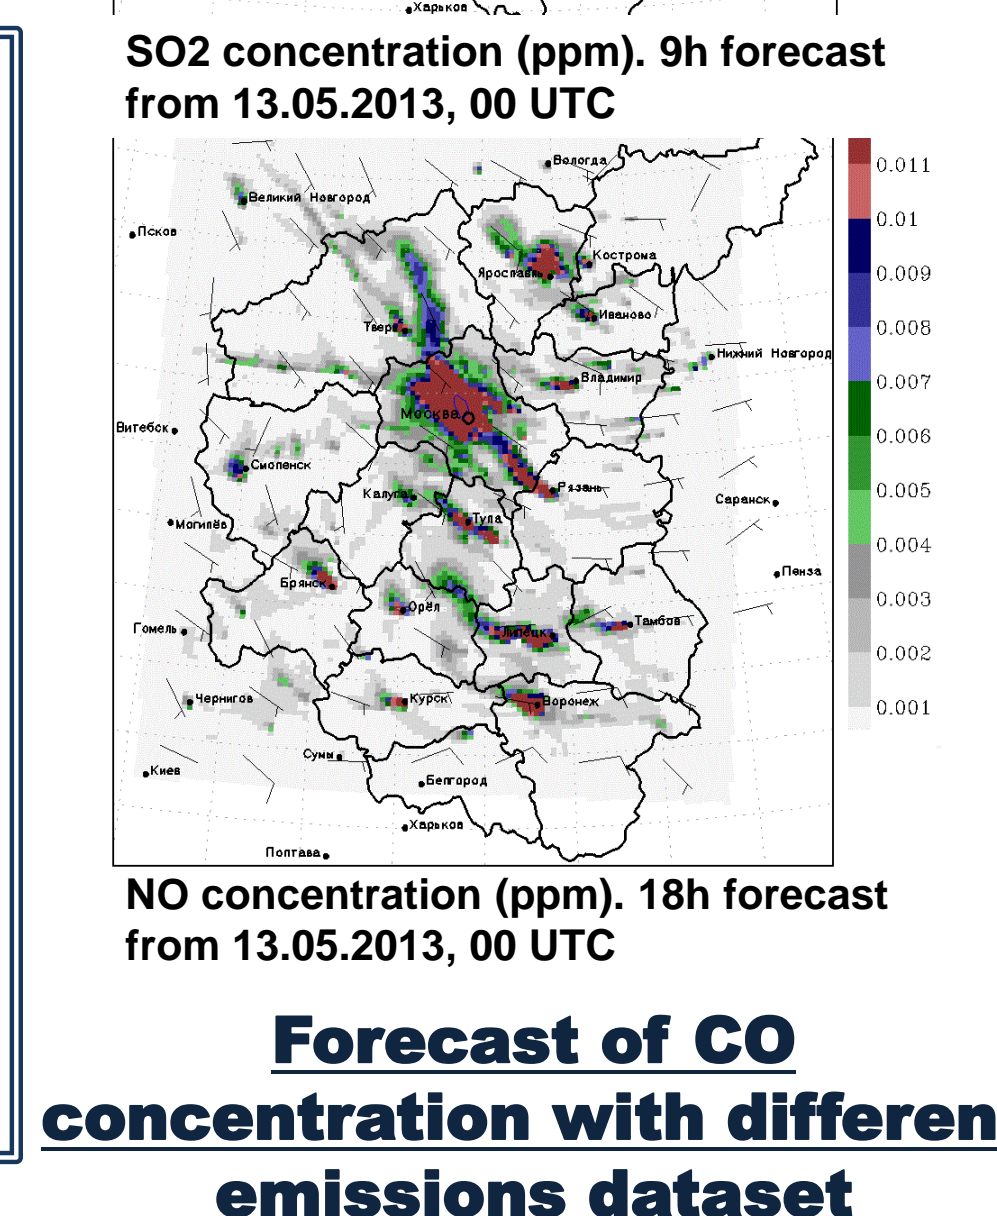 Харьков
SO2 concentration (ppm). 9h forecast
from 13.05.2013, 00 UTC
Вологда
0.011
Великий Новгород
0.01
Псков
Кострома
Ярославль
0.009
Иваново
Тверь
0.008
Нижний Новгород
Владимир
0.007
Москва
Витебск
0.006
Смоленск
Рязань
0.005
Калуга
Саранск
Тула
Могилёв
0.004
Пенза
Брянск
0.003
Орёл
Тамбов
Гомель
Липецк
0.002
Чернигов
Курск
Воронеж
0.001
Сумы
Киев
Белгород
Харьков
Полтава
NO concentration (ppm). 18h forecast
from 13.05.2013, 00 UTC
Forecast of CO
concentration with differen
emissions dataset